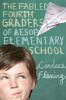 THE FABLED
FOURTH
GRADERS
OF AESOP
ELEMENTARY
SCHOOL
Candace
Fleming